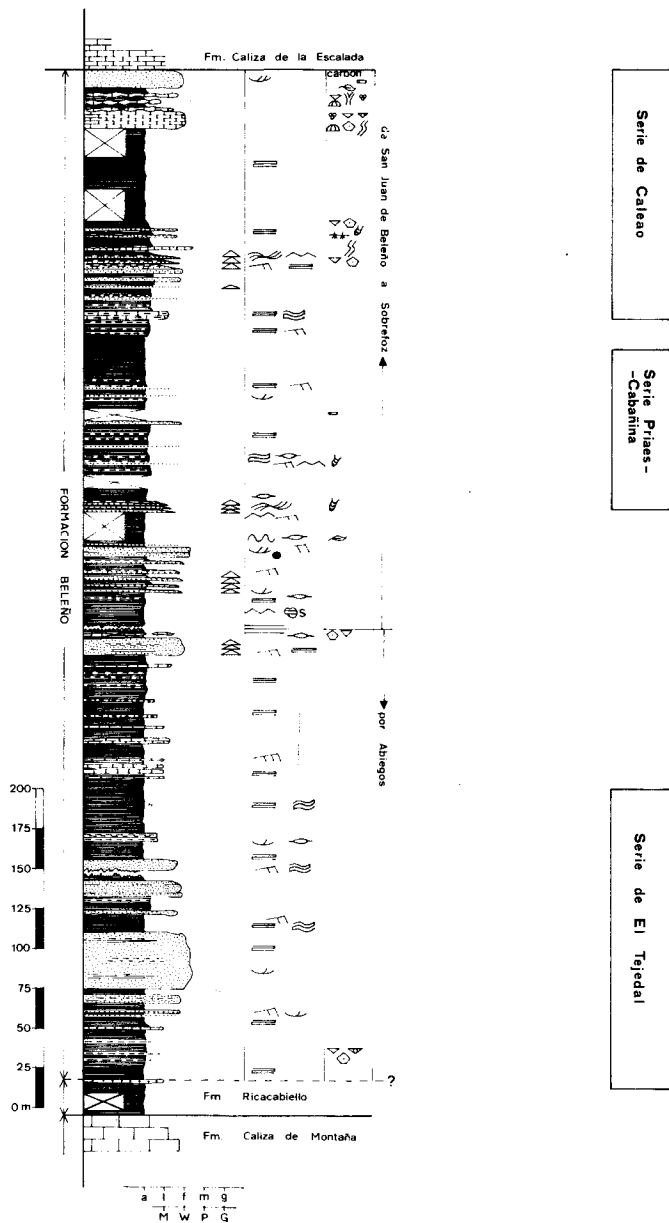 Fm. Caliza de la Escalada
carbón
de San Juan de Beleño a Sobrefoz
por Abiegos
FORMACION BELEÑO
S
200
175
150
125
100
75
50
25
0 m
?
Fm Ricacabiello
Fm. Caliza de Montaña
a l f m g
M W P G
Serie de Caleao
Serie Priaes-
-Cabañina
Serie de El Tejedal